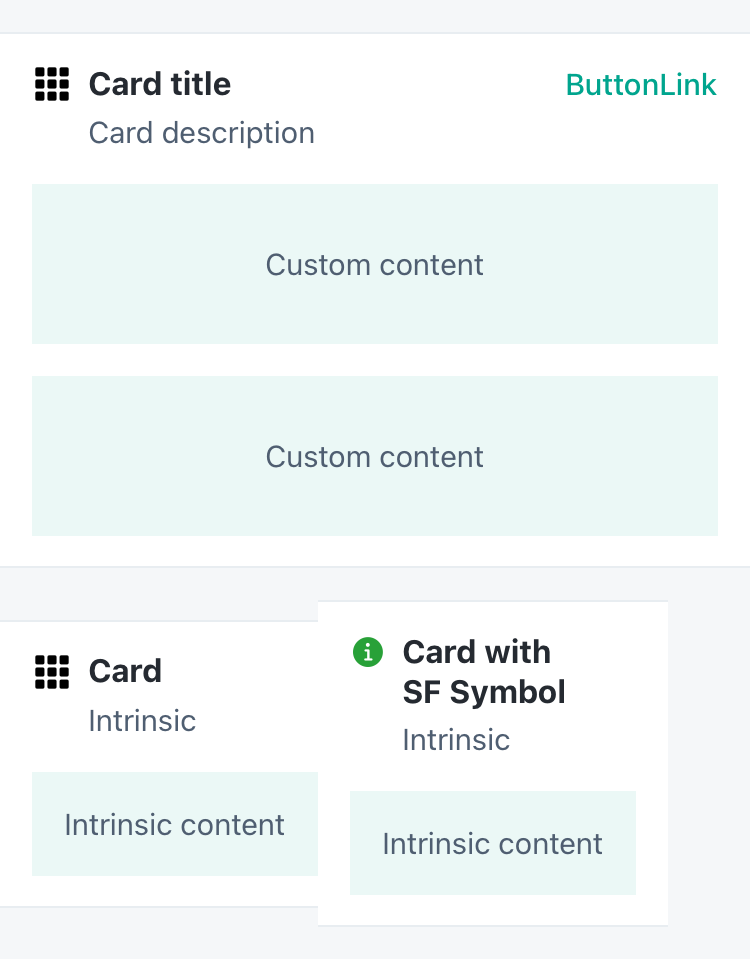 Card title
ButtonLink
Card description
Custom content
Custom content
Card
Intrinsic
Intrinsic content
Card with
SF Symbol
Intrinsic
Intrinsic content